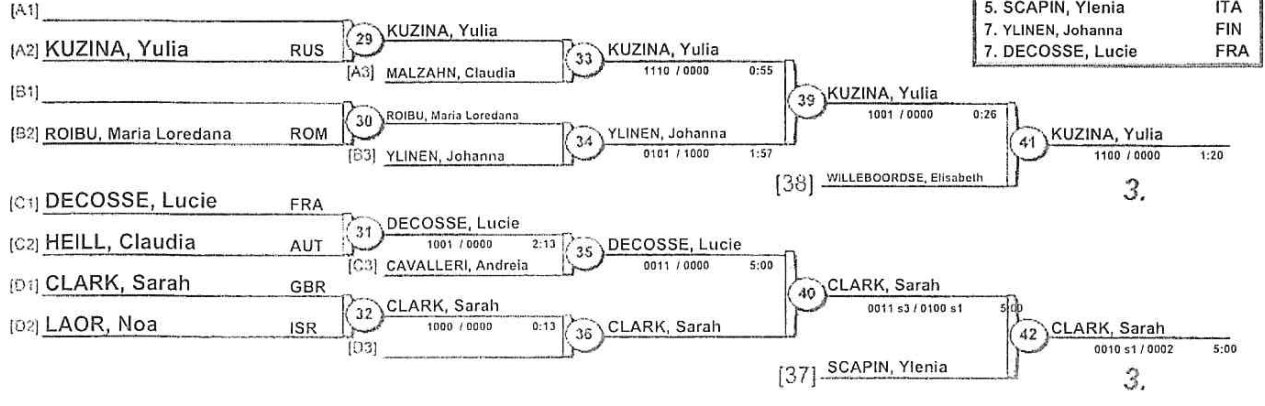 5. SCAPIN, Ylenia ITA
7. YLINEN, Johanna FIN
7. DECOSSE, Lucie FRA
[A1]
[A2] KUZINA, Yulia RUS
29
KUZINA, Yulia
[A3] MALZAHN, Claudia
33
KUZINA, Yulia
1110 / 0000 0:55
[B1]
[B2] ROIBU, Maria Loredana ROM
30
ROIBU, Maria Loredana
[B3] YLINEN, Johanna
34
YLINEN, Johanna
0101 / 1000 1:57
39
KUZINA, Yulia
1001 / 0000 0:26
[38] WILLEBOORDSE, Elisabeth
41
KUZINA, Yulia
1100 / 0000 1:20
3.
[C1] DECOSSE, Lucie FRA
[C2] HEILL, Claudia AUT
31
DECOSSE, Lucie
1001 / 0000 2:13
[C3] CAVALLERI, Andreia
35
DECOSSE, Lucie
0011 / 0000 5:00
[D1] CLARK, Sarah GBR
[D2] LAOR, Noa ISR
32
CLARK, Sarah
1000 / 0000 0:13
[D3]
36
CLARK, Sarah
40
CLARK, Sarah
0011 s3 / 0100 s1 5:00
[37] SCAPIN, Ylenia
42
CLARK, Sarah
0010 s1 / 0002 5:00
3.